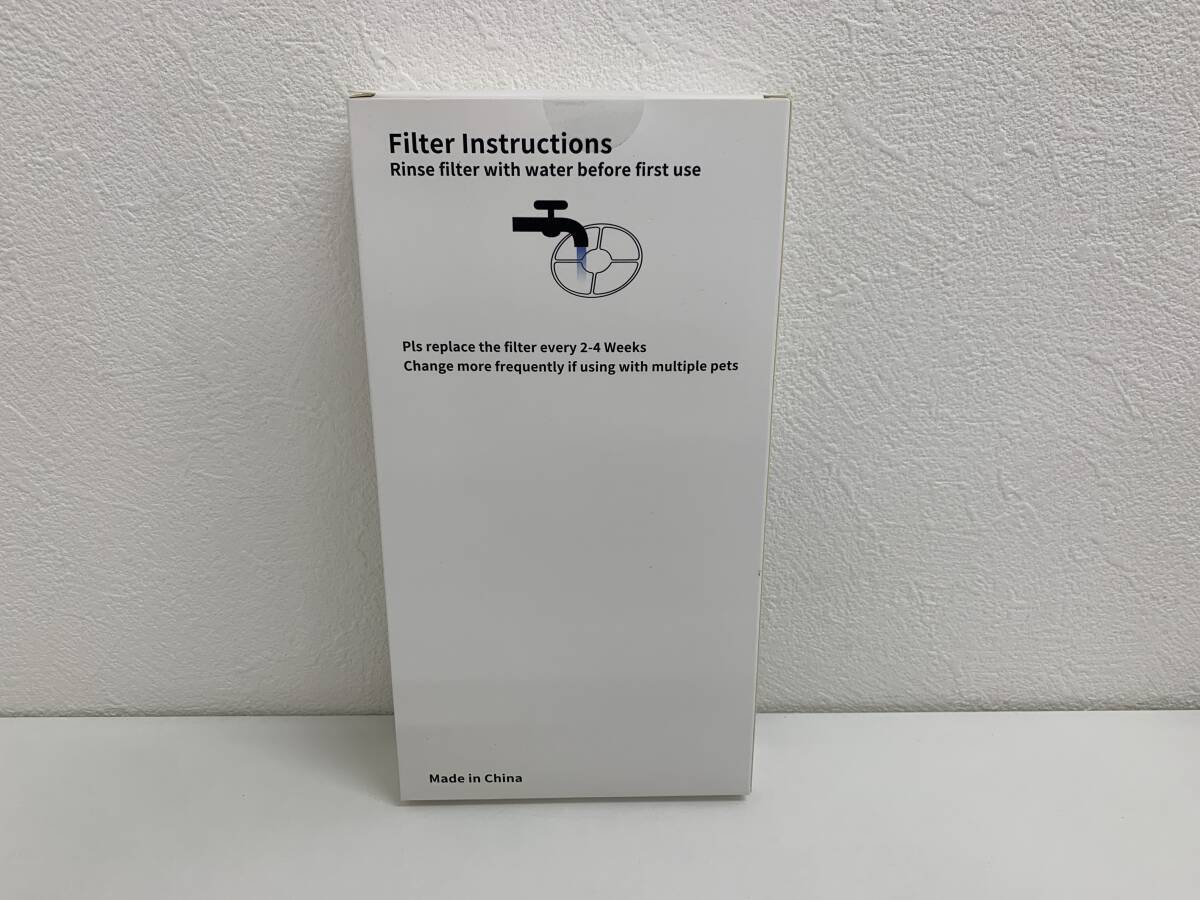 Filter Instructions
Rinse filter with water before first use
Pls replace the filter every 2-4 Weeks
Change more frequently if using with multiple pets
Made in China